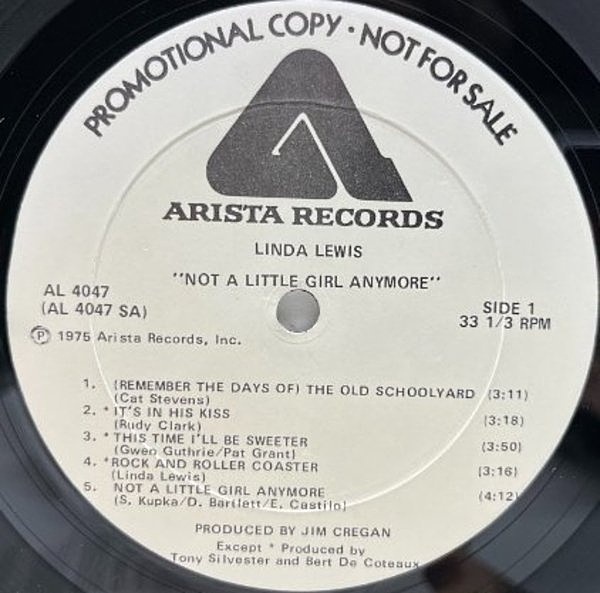 PROMOTIONAL COPY · NOT FOR SALE
ARISTA RECORDS
LINDA LEWIS
"NOT A LITTLE GIRL ANYMORE"
AL 4047
(AL 4047 SA)
SIDE 1
33 1/3 RPM
Ⓟ 1975 Arista Records, Inc.
1. (REMEMBER THE DAYS OF) THE OLD SCHOOLYARD (3:11)
(Cat Stevens)
2. *IT'S IN HIS KISS (3:18)
(Rudy Clark)
3. *THIS TIME I'LL BE SWEETER (3:50)
(Gwen Guthrie/Pat Grant)
4. *ROCK AND ROLLER COASTER (3:16)
(Linda Lewis)
5. NOT A LITTLE GIRL ANYMORE (4:12)
(S. Kupka/D. Bartlett/E. Castilo)
PRODUCED BY JIM CREGAN
Except * Produced by
Tony Silvester and Bert De Coteaux